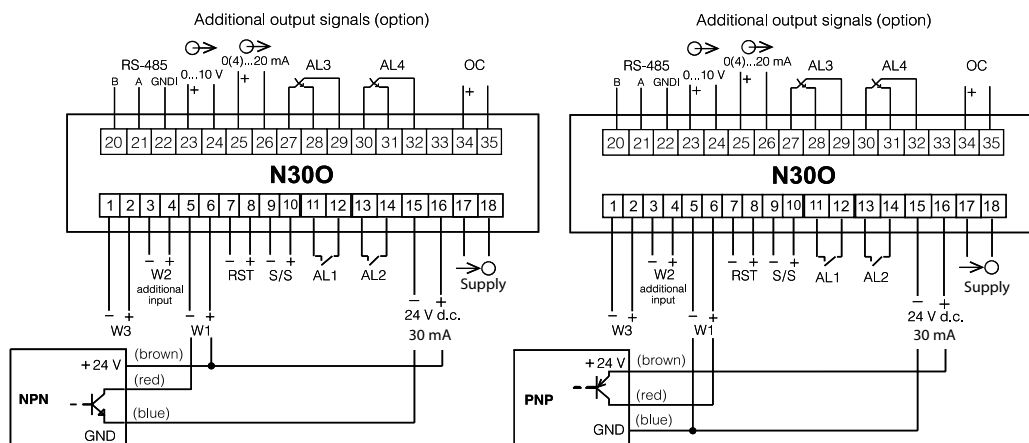 Additional output signals (option)
RS-485 0...10 V 0(4)...20 mA AL3 AL4 OC
B A GNDI + + +
20 21 22 23 24 25 26 27 28 29 30 31 32 33 34 35
N30O
1 2 3 4 5 6 7 8 9 10 11 12 13 14 15 16 17 18
− + − + − + − + − + − +
W3 W2 W1 RST S/S AL1 AL2 Supply
additional
input
24 V d.c.
30 mA
+ 24 V (brown)
(red)
NPN
(blue)
GND
Additional output signals (option)
RS-485 0...10 V 0(4)...20 mA AL3 AL4 OC
B A GNDI + + +
20 21 22 23 24 25 26 27 28 29 30 31 32 33 34 35
N30O
1 2 3 4 5 6 7 8 9 10 11 12 13 14 15 16 17 18
− + − + − + − + − + − +
W3 W2 W1 RST S/S AL1 AL2 Supply
additional
input
24 V d.c.
30 mA
+ 24 V (brown)
(red)
PNP
(blue)
GND